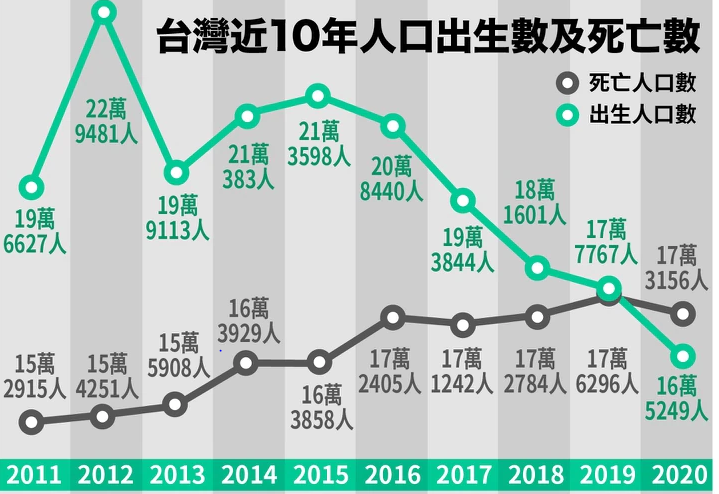 台灣近10年人口出生數及死亡數
死亡人口數
出生人口數
19萬
6627人
22萬
9481人
19萬
9113人
21萬
383人
21萬
3598人
20萬
8440人
19萬
3844人
18萬
1601人
17萬
7767人
16萬
5249人
15萬
2915人
15萬
4251人
15萬
5908人
16萬
3929人
16萬
3858人
17萬
2405人
17萬
1242人
17萬
2784人
17萬
6296人
17萬
3156人
2011 2012 2013 2014 2015 2016 2017 2018 2019 2020